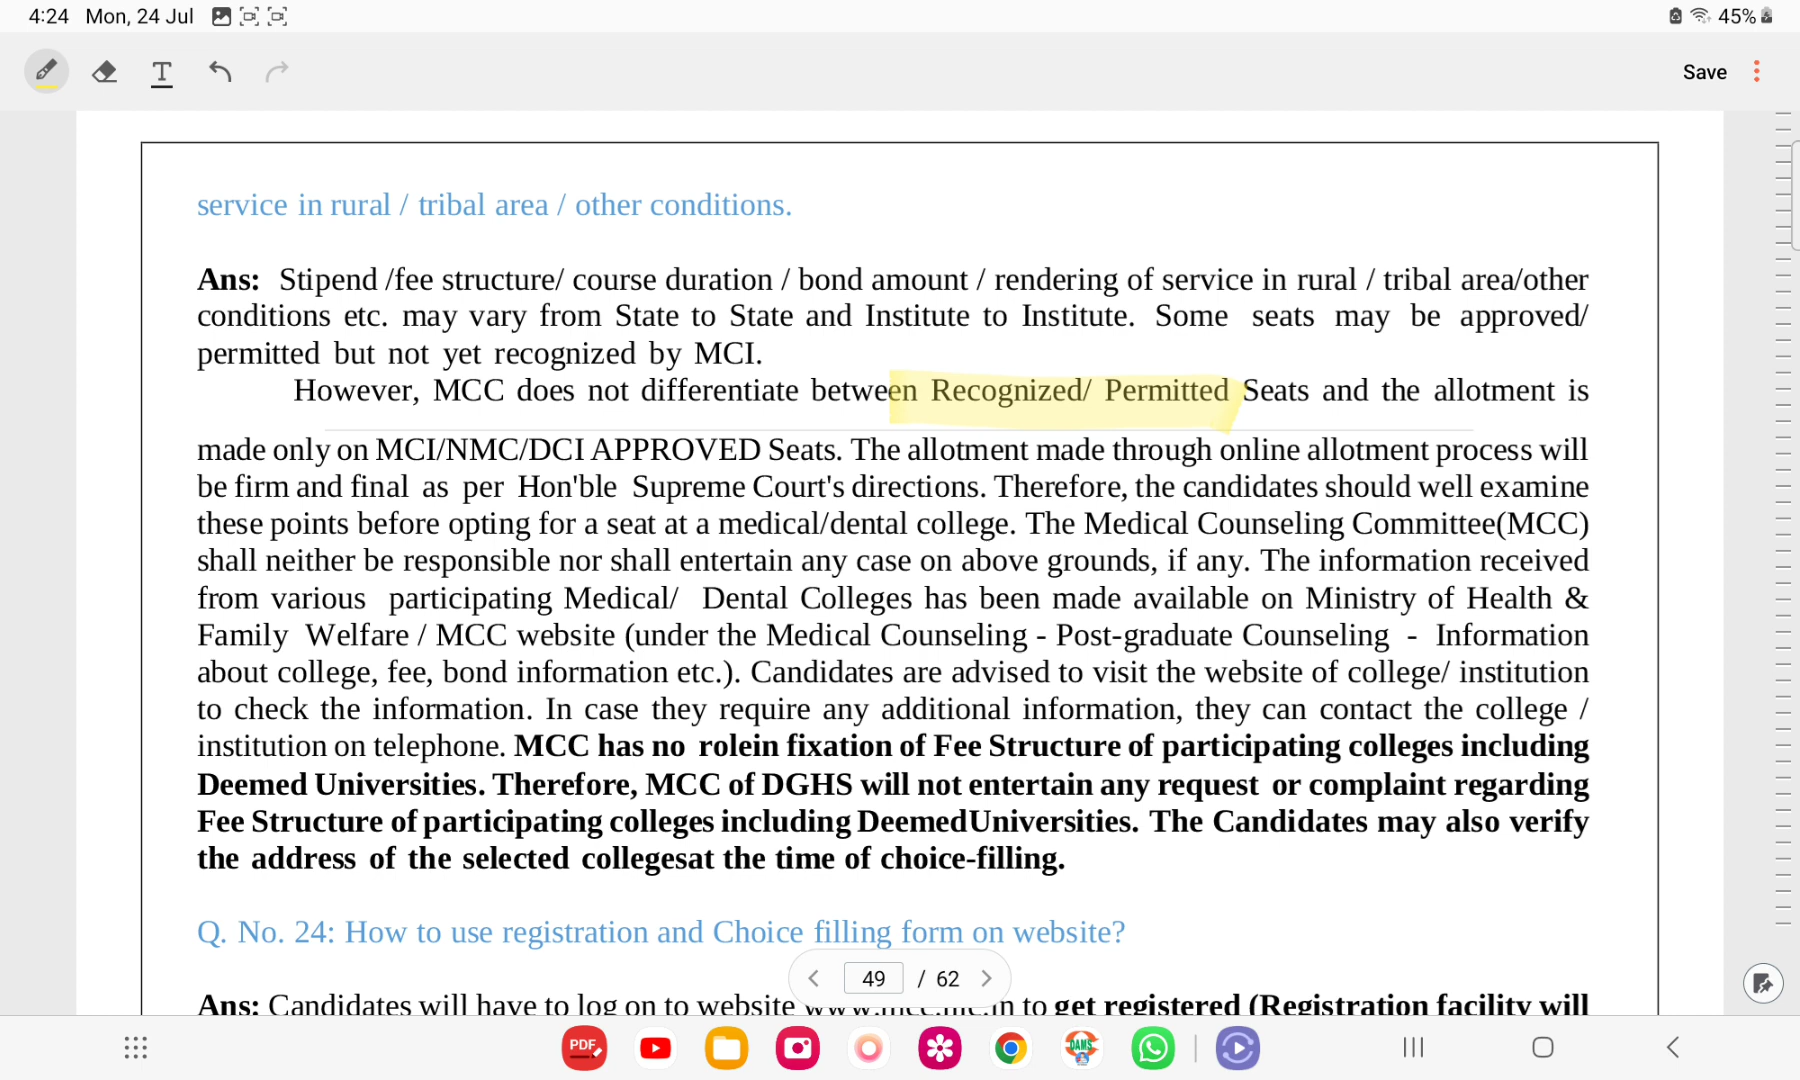 4:24 Mon, 24 Jul 45%
T Save
service in rural / tribal area / other conditions.
Ans: Stipend /fee structure/ course duration / bond amount / rendering of service in rural / tribal area/other
conditions etc. may vary from State to State and Institute to Institute. Some seats may be approved/
permitted but not yet recognized by MCI.
However, MCC does not differentiate between Recognized/ Permitted Seats and the allotment is
made only on MCI/NMC/DCI APPROVED Seats. The allotment made through online allotment process will
be firm and final as per Hon'ble Supreme Court's directions. Therefore, the candidates should well examine
these points before opting for a seat at a medical/dental college. The Medical Counseling Committee(MCC)
shall neither be responsible nor shall entertain any case on above grounds, if any. The information received
from various participating Medical/ Dental Colleges has been made available on Ministry of Health &
Family Welfare / MCC website (under the Medical Counseling - Post-graduate Counseling - Information
about college, fee, bond information etc.). Candidates are advised to visit the website of college/ institution
to check the information. In case they require any additional information, they can contact the college /
institution on telephone. MCC has no rolein fixation of Fee Structure of participating colleges including
Deemed Universities. Therefore, MCC of DGHS will not entertain any request or complaint regarding
Fee Structure of participating colleges including DeemedUniversities. The Candidates may also verify
the address of the selected collegesat the time of choice-filling.
Q. No. 24: How to use registration and Choice filling form on website?
49 / 62
Ans: Candidates will have to log on to website to get registered (Registration facility will
PDF DAMS